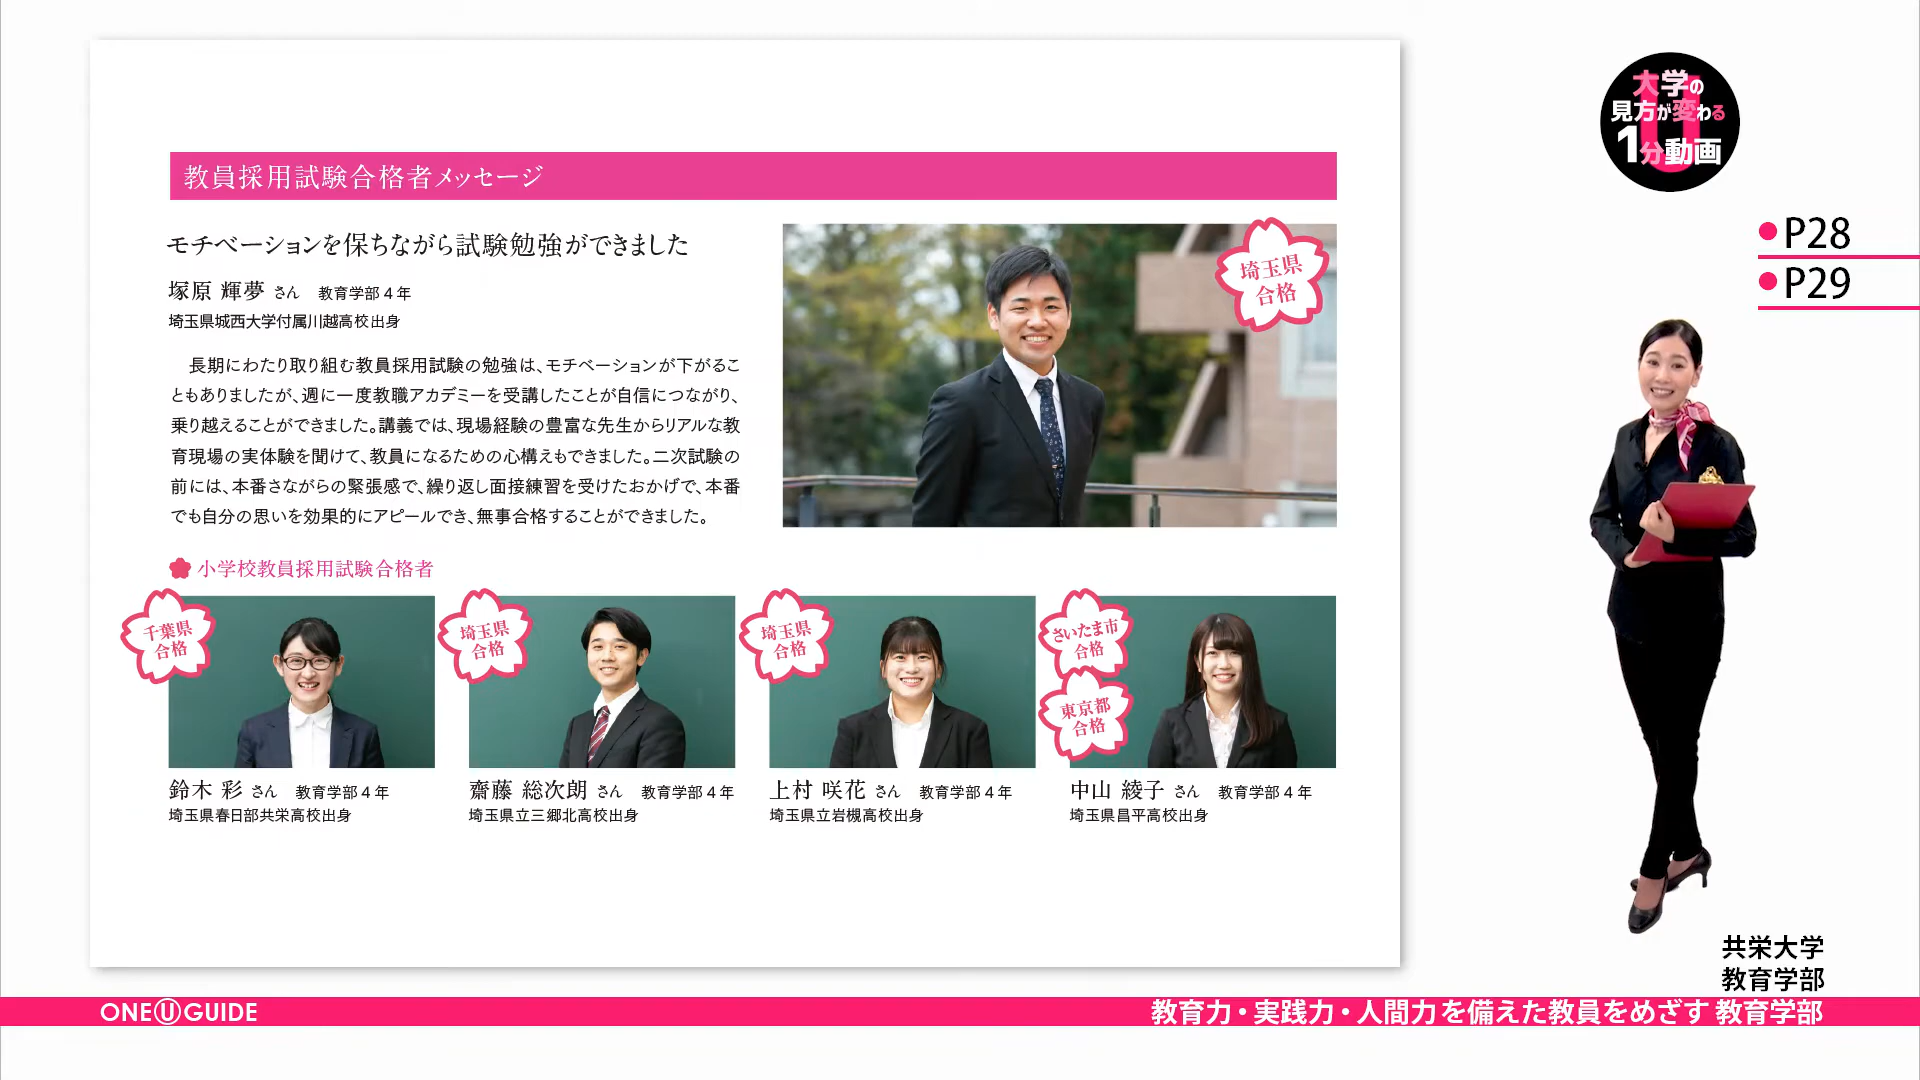 教員採用試験合格者メッセージ
モチベーションを保ちながら試験勉強ができました
塚原 輝夢 さん 教育学部4年
埼玉県城西大学付属川越高校出身
長期にわたり取り組む教員採用試験の勉強は、モチベーションが下がるこ
ともありましたが、週に一度教職アカデミーを受講したことが自信につながり、
乗り越えることができました。講義では、現場経験の豊富な先生からリアルな教
育現場の実体験を聞けて、教員になるための心構えもできました。二次試験の
前には、本番さながらの緊張感で、繰り返し面接練習を受けたおかげで、本番
でも自分の思いを効果的にアピールでき、無事合格することができました。
埼玉県
合格
小学校教員採用試験合格者
千葉県
合格
鈴木 彩 さん 教育学部4年
埼玉県春日部共栄高校出身
埼玉県
合格
齋藤 総次朗 さん 教育学部4年
埼玉県立三郷北高校出身
埼玉県
合格
上村 咲花 さん 教育学部4年
埼玉県立岩槻高校出身
さいたま市
合格
東京都
合格
中山 綾子 さん 教育学部4年
埼玉県昌平高校出身
大学の
見方が変わる
1分動画
P28
P29
共栄大学
教育学部
ONE U GUIDE
教育力・実践力・人間力を備えた教員をめざす 教育学部